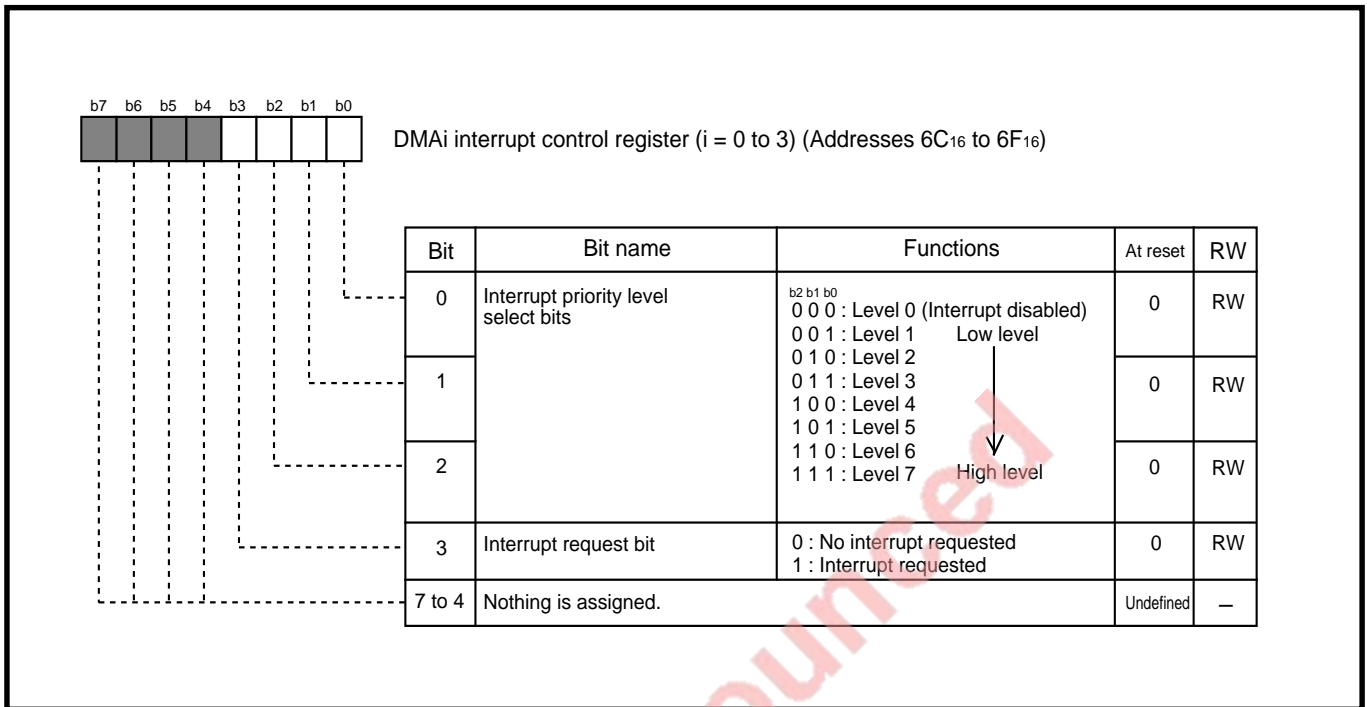 b7 b6 b5 b4 b3 b2 b1 b0
DMAi interrupt control register (i = 0 to 3) (Addresses 6C16 to 6F16)
Bit Bit name Functions At reset RW
0 Interrupt priority level select bits b2 b1 b0 0 RW
0 0 0 : Level 0 (Interrupt disabled)
0 0 1 : Level 1 Low level
0 1 0 : Level 2
1 0 1 1 : Level 3 0 RW
1 0 0 : Level 4
1 0 1 : Level 5
2 1 1 0 : Level 6 0 RW
1 1 1 : Level 7 High level
3 Interrupt request bit 0 : No interrupt requested 0 RW
1 : Interrupt requested
7 to 4 Nothing is assigned. Undefined –
ounced